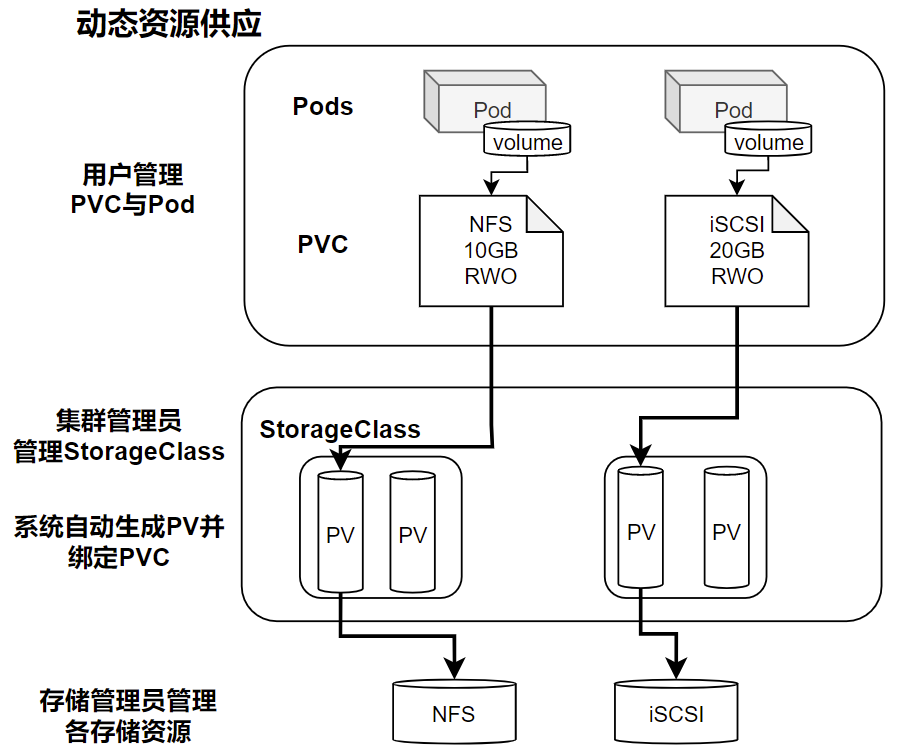 动态资源供应
Pods
Pod
volume
Pod
volume
用户管理
PVC与Pod
PVC
NFS
10GB
RWO
iSCSI
20GB
RWO
集群管理员
管理StorageClass
StorageClass
系统自动生成PV并
绑定PVC
PV
PV
PV
PV
存储管理员管理
各存储资源
NFS
iSCSI